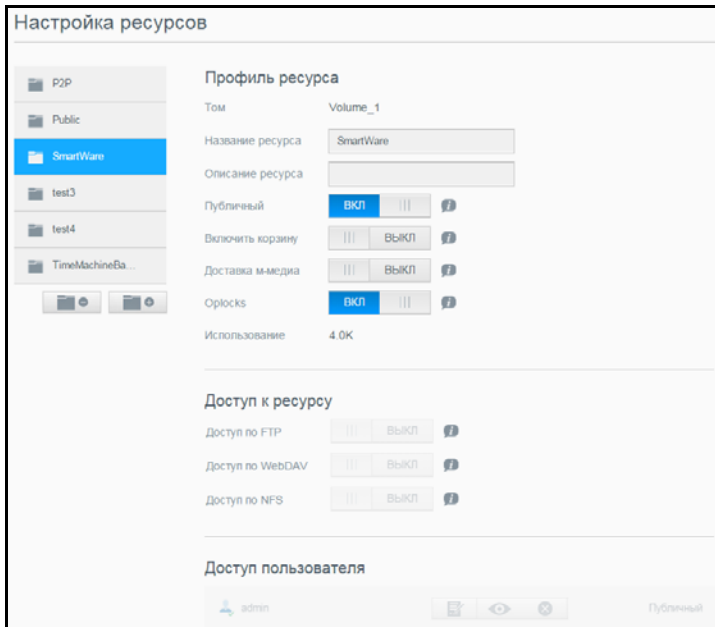 Настройка ресурсов
P2P
Public
SmartWare
test3
test4
TimeMachineBa...
Профиль ресурса
Том Volume_1
Название ресурса SmartWare
Описание ресурса
Публичный ВКЛ
Включить корзину ВЫКЛ
Доставка м-медиа ВЫКЛ
Oplocks ВКЛ
Использование 4.0K
Доступ к ресурсу
Доступ по FTP ВЫКЛ
Доступ по WebDAV ВЫКЛ
Доступ по NFS ВЫКЛ
Доступ пользователя
admin Публичный